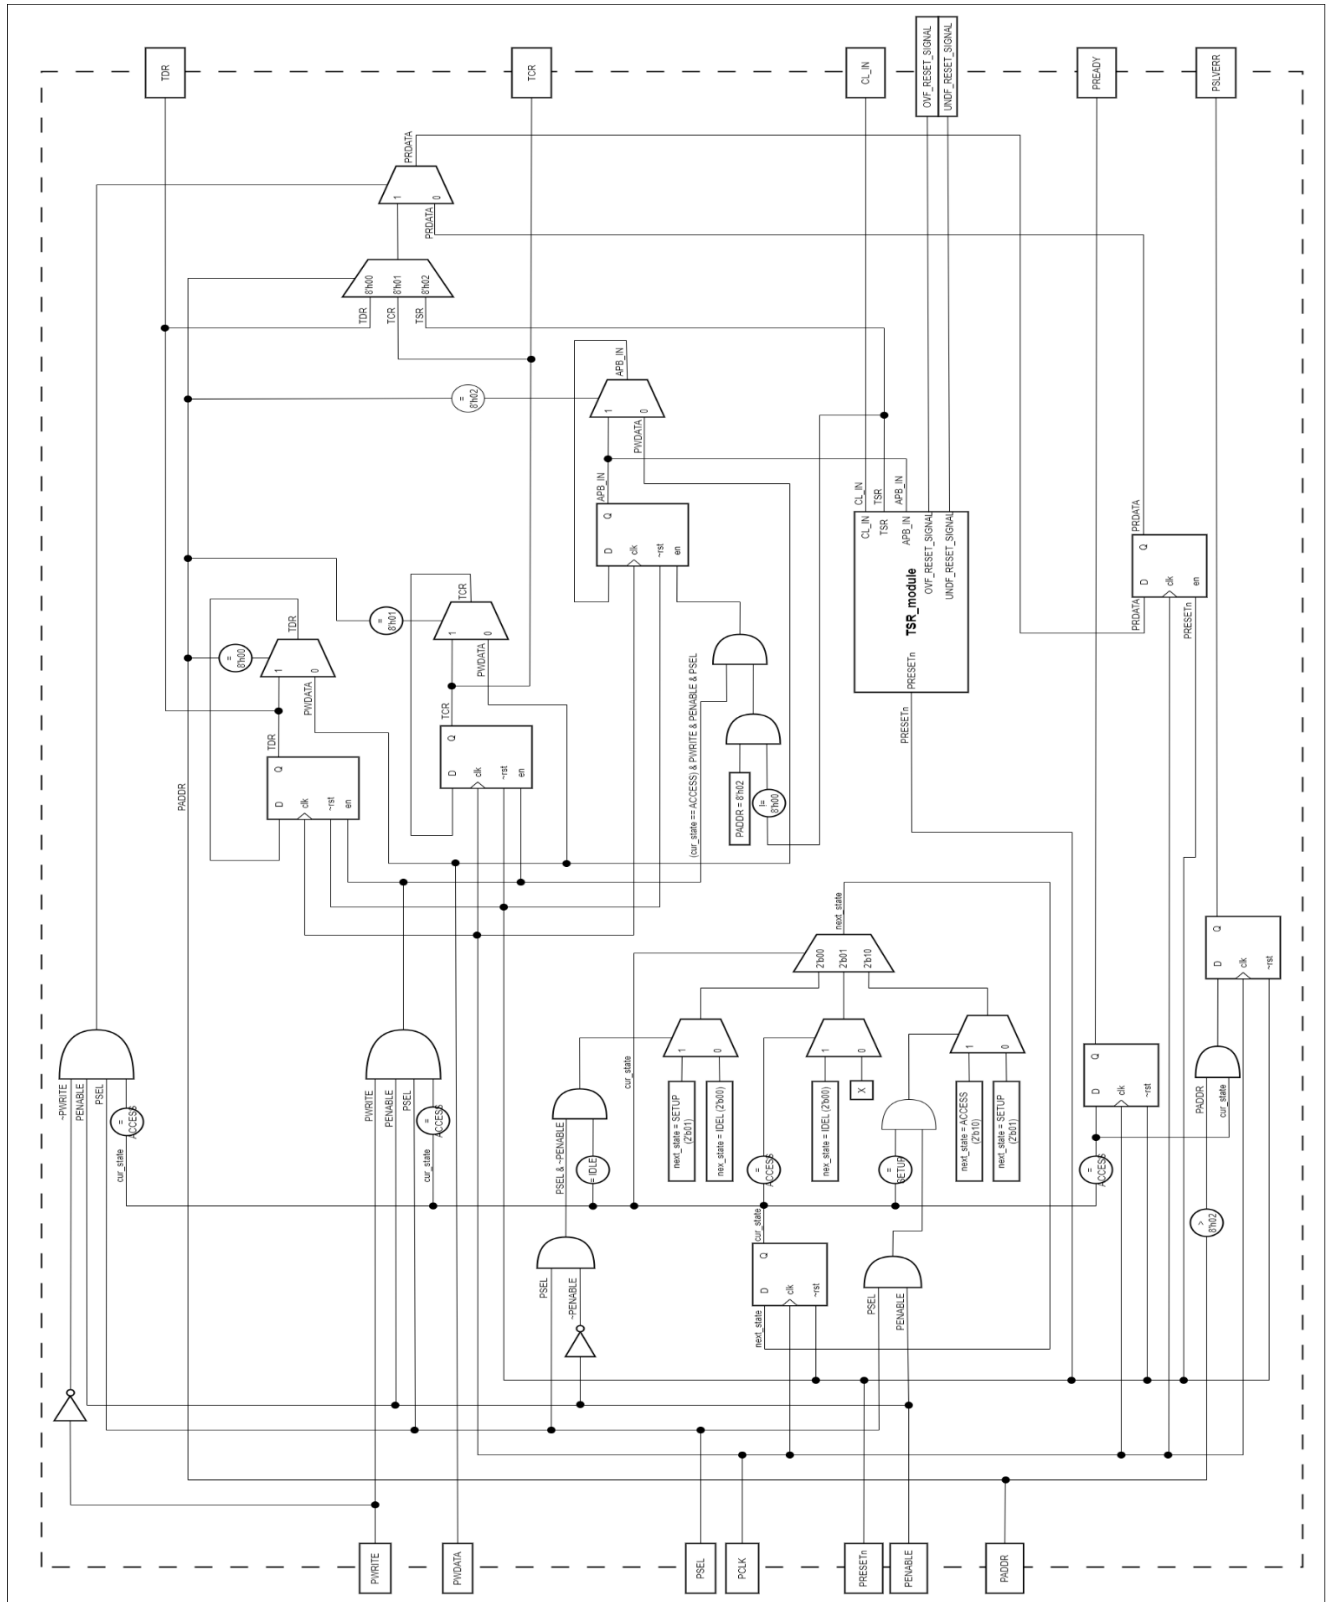 TDR
TCR
CL_IN
OVF_RESET_SIGNAL
UNDF_RESET_SIGNAL
PREADY
PSLVERR
PRDATA
1
0
PRDATA
8'h00
8'h01
8'h02
TDR
TCR
TSR
=
8'h02
APB_IN
1
0
PWDATA
APB_IN
D
Q
clk
~rst
en
=
8'h01
TCR
1
0
PWDATA
TCR
D
Q
clk
~rst
en
=
8'h00
TDR
1
0
PWDATA
TDR
D
Q
clk
~rst
en
PADDR
CL_IN
TSR
APB_IN
CL_IN
TSR
APB_IN
OVF_RESET_SIGNAL
UNDF_RESET_SIGNAL
TSR_module
PRESETn
PRESETn
PRDATA
PRDATA
D
Q
clk
en
PRESETn
(cur_state == ACCESS) & PWRITE & PENABLE & PSEL
PADDR = 8'h02
!=
8'h00
next_state
2'b00
2'b01
2'b10
cur_state
1
0
next_state = SETUP
(2'b01)
nex_state = IDEL (2'b00)
1
0
nex_state = IDEL (2'b00)
X
1
0
next_state = ACCESS
(2'b10)
next_state = SETUP
(2'b01)
~PWRITE
PENABLE
PSEL
=
ACCESS
cur_state
PWRITE
PENABLE
PSEL
=
ACCESS
cur_state
PSEL & ~PENABLE
= IDLE
=
ACCESS
=
SETUP
=
ACCESS
D
Q
clk
~rst
D
Q
clk
~rst
PADDR
cur_state
>
8'h02
PSEL
~PENABLE
cur_state
next_state
D
Q
clk
~rst
PSEL
PENABLE
PWRITE
PWDATA
PSEL
PCLK
PRESETn
PENABLE
PADDR